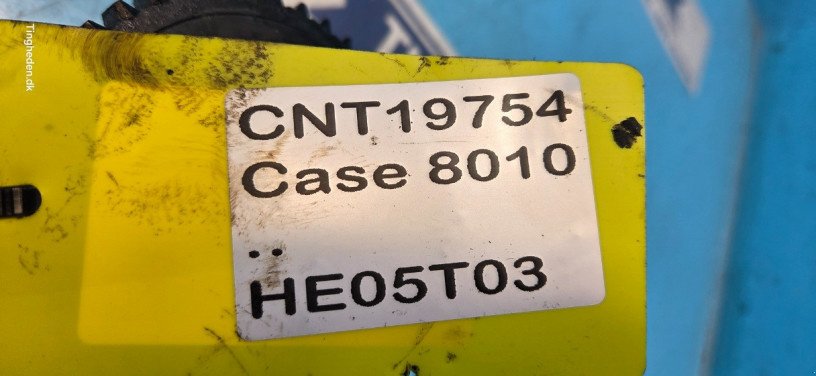 Tingheden.dk
CNT19754
Case 8010
..
HE05T03